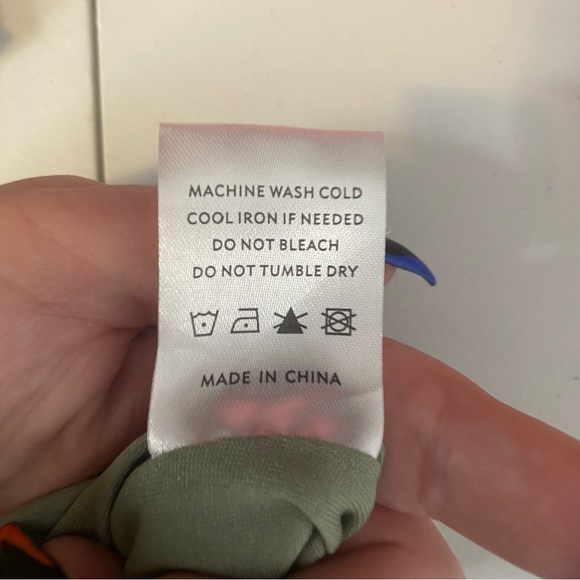 MACHINE WASH COLD
COOL IRON IF NEEDED
DO NOT BLEACH
DO NOT TUMBLE DRY
MADE IN CHINA